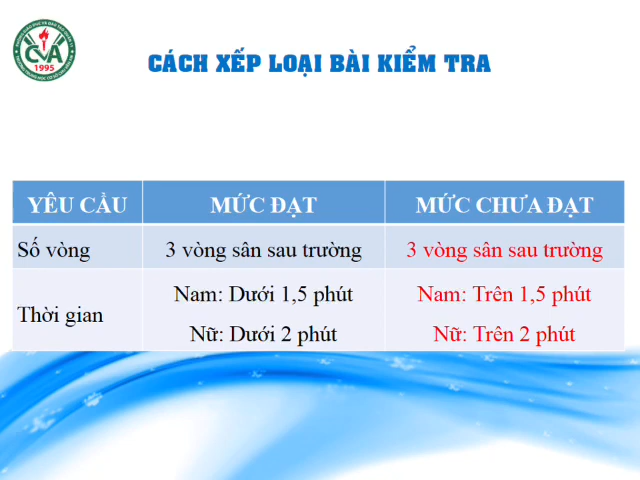 CVA
1995
CÁCH XẾP LOẠI BÀI KIỂM TRA
YÊU CẦU
MỨC ĐẠT
MỨC CHƯA ĐẠT
Số vòng
3 vòng sân sau trường
3 vòng sân sau trường
Thời gian
Nam: Dưới 1,5 phút
Nữ: Dưới 2 phút
Nam: Trên 1,5 phút
Nữ: Trên 2 phút